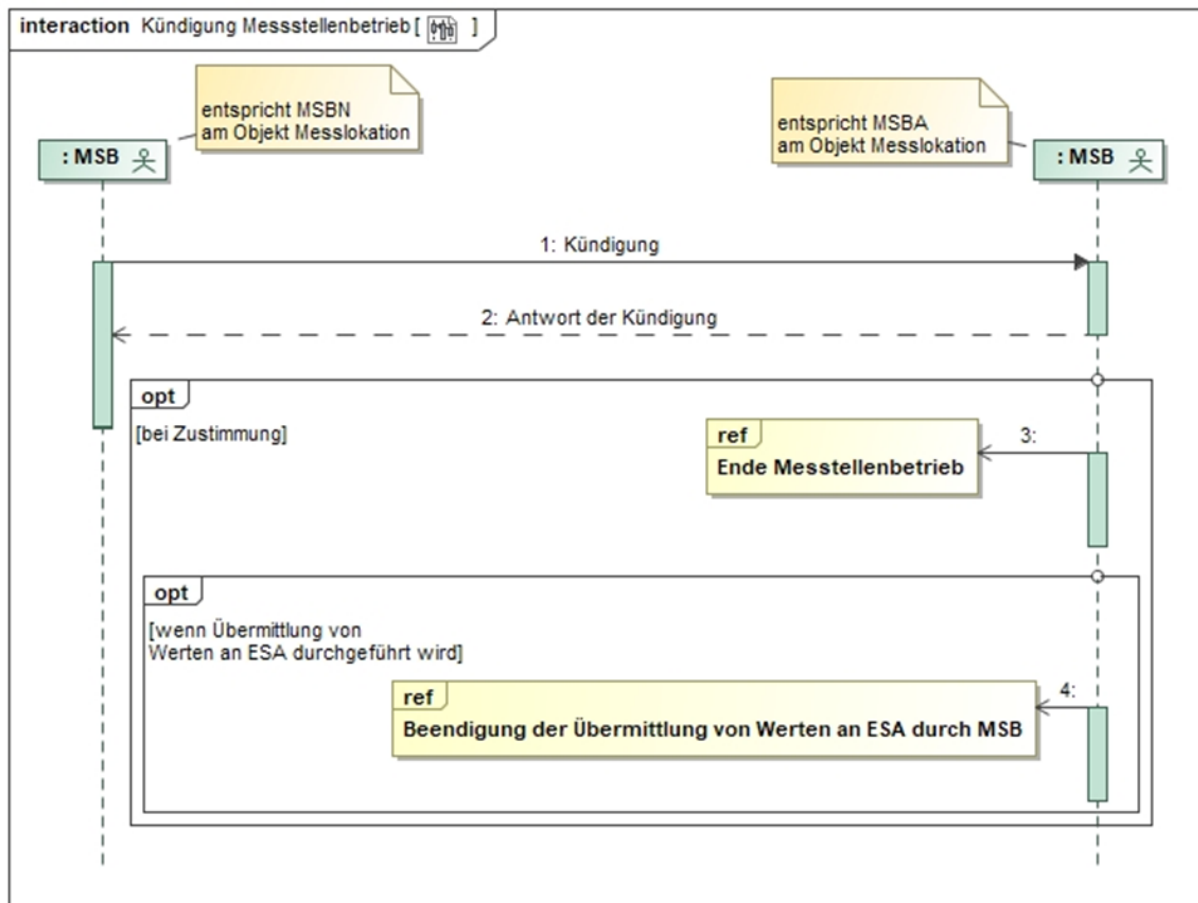 interaction Kündigung Messstellenbetrieb [ ]
entspricht MSBN
am Objekt Messlokation
entspricht MSBA
am Objekt Messlokation
: MSB
: MSB
1: Kündigung
2: Antwort der Kündigung
opt
[bei Zustimmung]
ref
3:
Ende Messtellenbetrieb
opt
[wenn Übermittlung von
Werten an ESA durchgeführt wird]
ref
4:
Beendigung der Übermittlung von Werten an ESA durch MSB